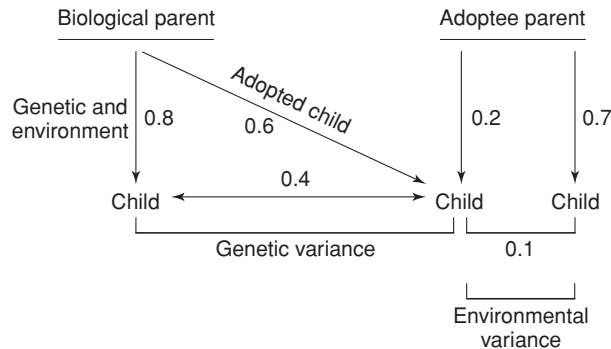 Biological parent
Adoptee parent
Genetic and
environment
0.8
Adopted child
0.6
0.2
0.7
0.4
Child
Child
Child
Genetic variance
0.1
Environmental
variance